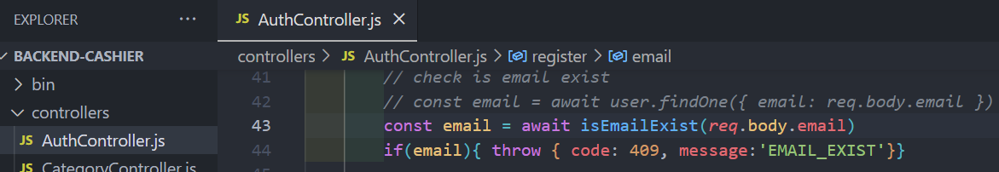 EXPLORER
···
JS AuthController.js ×
BACKEND-CASHIER
controllers > JS AuthController.js > register > email
bin
controllers
JS AuthController.js
JS CategoryController.js
41 // check is email exist
42 // const email = await user.findOne({ email: req.body.email })
43 const email = await isEmailExist(req.body.email)
44 if(email){ throw { code: 409, message:'EMAIL_EXIST'}}